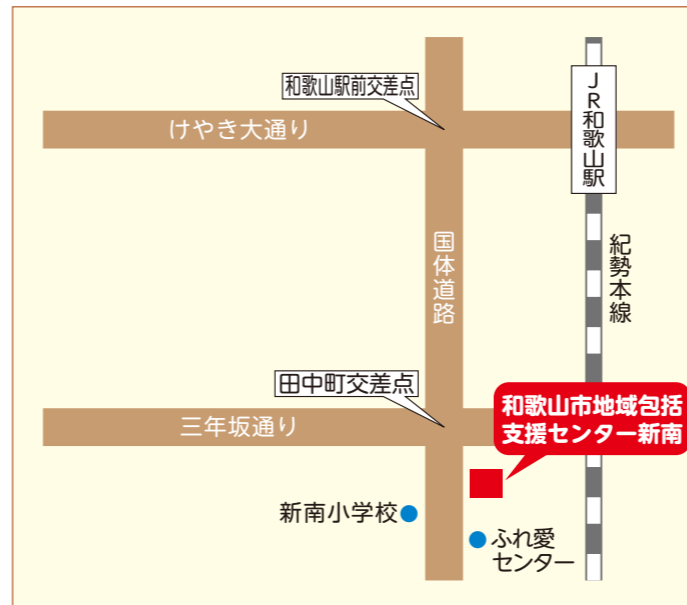 和歌山駅前交差点
JR和歌山駅
けやき大通り
国体道路
紀勢本線
田中町交差点
和歌山市地域包括
支援センター新南
三年坂通り
新南小学校
ふれ愛
センター